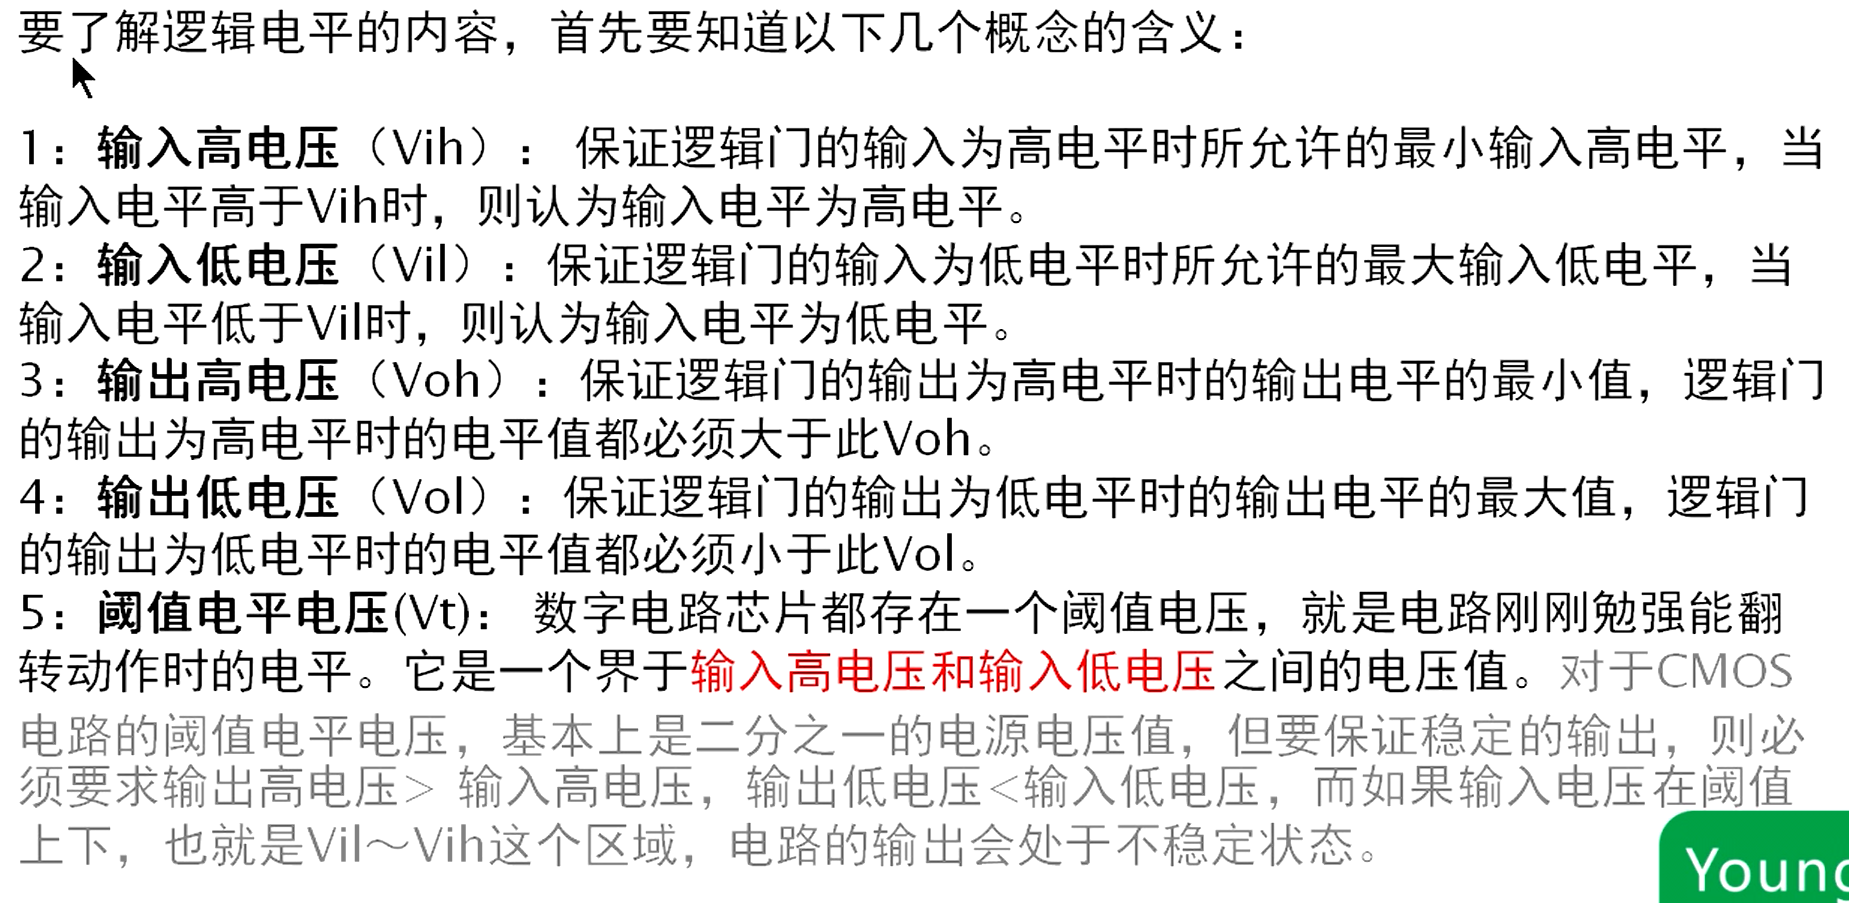 要了解逻辑电平的内容，首先要知道以下几个概念的含义：
1：输入高电压（Vih）：保证逻辑门的输入为高电平时所允许的最小输入高电平，当
输入电平高于Vih时，则认为输入电平为高电平。
2：输入低电压（Vil）：保证逻辑门的输入为低电平时所允许的最大输入低电平，当
输入电平低于Vil时，则认为输入电平为低电平。
3：输出高电压（Voh）：保证逻辑门的输出为高电平时的输出电平的最小值，逻辑门
的输出为高电平时的电平值都必须大于此Voh。
4：输出低电压（Vol）：保证逻辑门的输出为低电平时的输出电平的最大值，逻辑门
的输出为低电平时的电平值都必须小于此Vol。
5：阈值电平电压(Vt)： 数字电路芯片都存在一个阈值电压，就是电路刚刚勉强能翻
转动作时的电平。它是一个界于输入高电压和输入低电压之间的电压值。对于CMOS
电路的阈值电平电压，基本上是二分之一的电源电压值，但要保证稳定的输出，则必
须要求输出高电压> 输入高电压，输出低电压<输入低电压，而如果输入电压在阈值
上下，也就是Vil～Vih这个区域，电路的输出会处于不稳定状态。